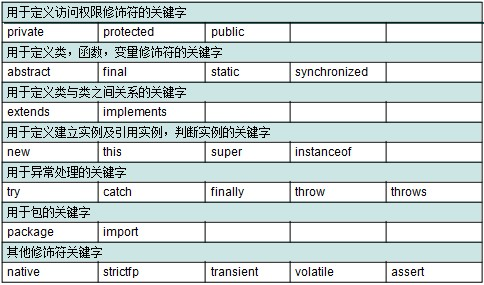 用于定义访问权限修饰符的关键字
private protected public
用于定义类，函数，变量修饰符的关键字
abstract final static synchronized
用于定义类与类之间关系的关键字
extends implements
用于定义建立实例及引用实例，判断实例的关键字
new this super instanceof
用于异常处理的关键字
try catch finally throw throws
用于包的关键字
package import
其他修饰符关键字
native strictfp transient volatile assert